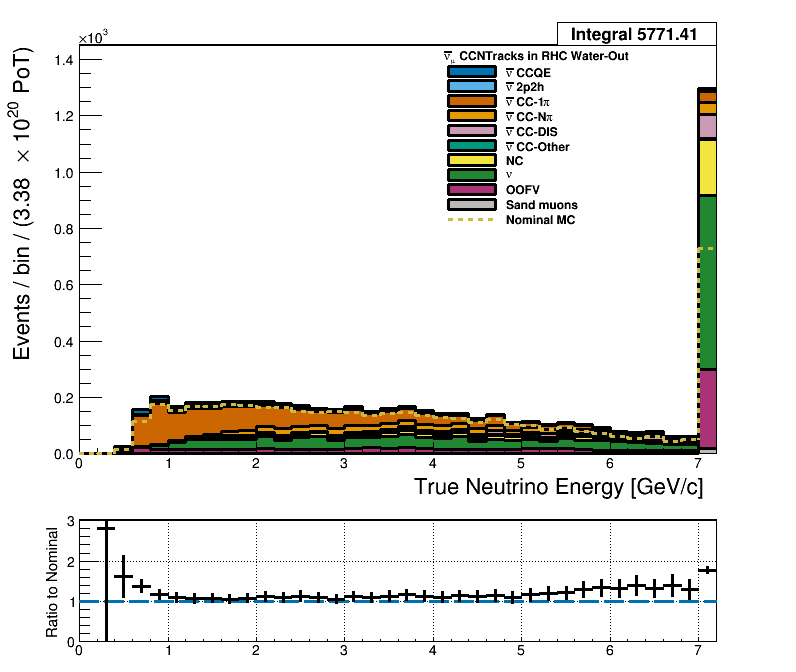 Integral 5771.41
×10³
ν̅μ CCNTracks in RHC Water-Out
ν̅ CCQE
ν̅ 2p2h
ν̅ CC-1π
ν̅ CC-Nπ
ν̅ CC-DIS
ν̅ CC-Other
NC
ν
OOFV
Sand muons
Nominal MC
Events / bin / (3.38 × 10²⁰ PoT)
1.4
1.2
1.0
0.8
0.6
0.4
0.2
0.0
0 1 2 3 4 5 6 7
True Neutrino Energy [GeV/c]
Ratio to Nominal
3
2
1
0
0 1 2 3 4 5 6 7